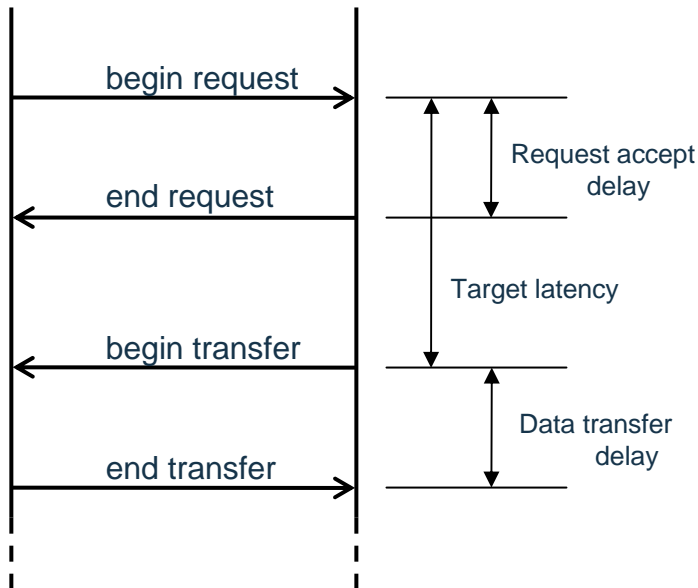 begin request
Request accept
delay
end request
Target latency
begin transfer
Data transfer
delay
end transfer